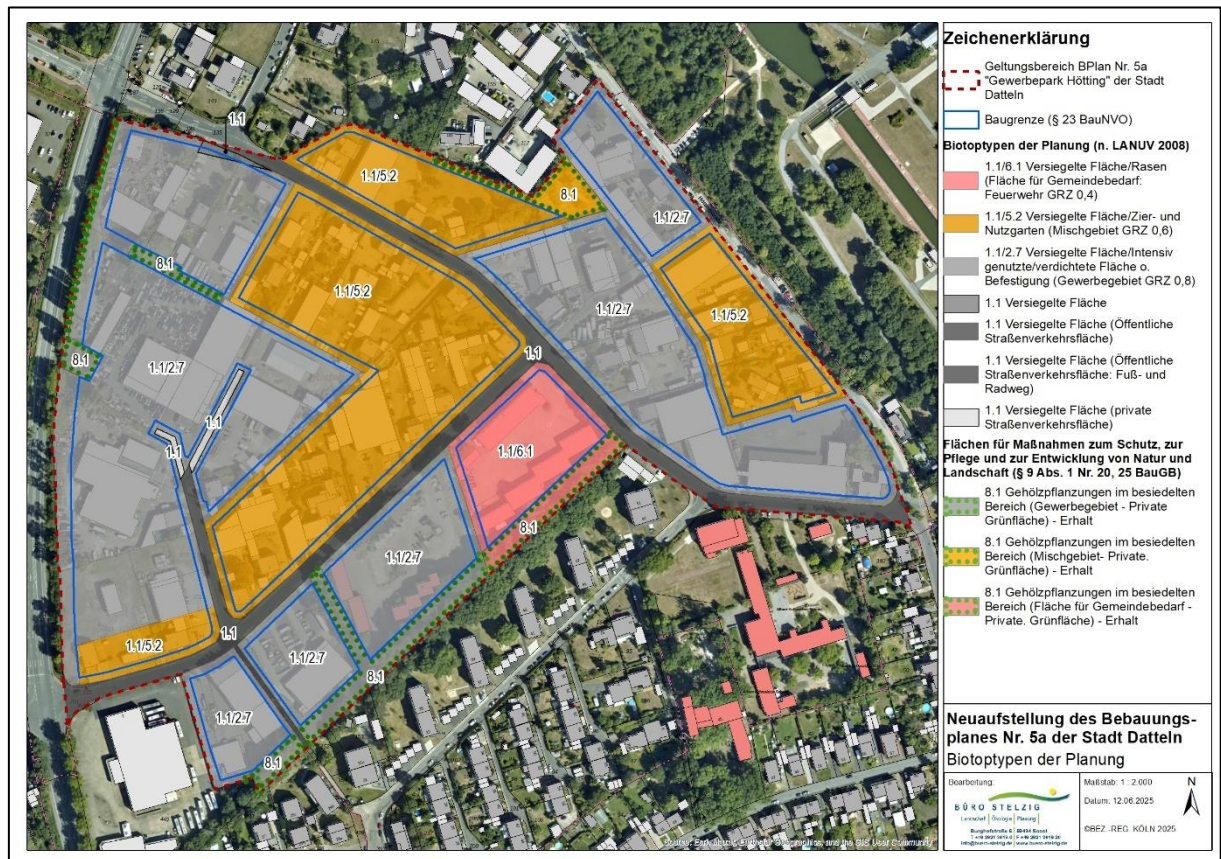 Zeichenerklärung
Geltungsbereich BPlan Nr. 5a
"Gewerbepark Hötting" der Stadt
Datteln
Baugrenze (§ 23 BauNVO)
Biotoptypen der Planung (n. LANUV 2008)
1.1/6.1 Versiegelte Fläche/Rasen
(Fläche für Gemeindebedarf:
Feuerwehr GRZ 0,4)
1.1/5.2 Versiegelte Fläche/Zier- und
Nutzgarten (Mischgebiet GRZ 0,6)
1.1/2.7 Versiegelte Fläche/Intensiv
genutzte/verdichtete Fläche o.
Befestigung (Gewerbegebiet GRZ 0,8)
1.1 Versiegelte Fläche
1.1 Versiegelte Fläche (Öffentliche
Straßenverkehrsfläche)
1.1 Versiegelte Fläche (Öffentliche
Straßenverkehrsfläche: Fuß- und
Radweg)
1.1 Versiegelte Fläche (private
Straßenverkehrsfläche)
Flächen für Maßnahmen zum Schutz, zur
Pflege und zur Entwicklung von Natur und
Landschaft (§ 9 Abs. 1 Nr. 20, 25 BauGB)
8.1 Gehölzpflanzungen im besiedelten
Bereich (Gewerbegebiet - Private
Grünfläche) - Erhalt
8.1 Gehölzpflanzungen im besiedelten
Bereich (Mischgebiet- Private.
Grünfläche) - Erhalt
8.1 Gehölzpflanzungen im besiedelten
Bereich (Fläche für Gemeindebedarf -
Private. Grünfläche) - Erhalt
Neuaufstellung des Bebauungs-
planes Nr. 5a der Stadt Datteln
Biotoptypen der Planung
Bearbeitung:
BÜRO STELZIG
Landschaft | Ökologie | Planung |
Maßstab: 1 : 2.000
Datum: 12.06.2025
©BEZ.-REG. KÖLN 2025
N
1.1
1.1/2.7
1.1/5.2
8.1
1.1/2.7
8.1
1.1/5.2
1.1/2.7
1.1/5.2
8.1
1.1/2.7
1.1
1.1
1.1
1.1/6.1
8.1
1.1/2.7
1.1/5.2
1.1
1.1/2.7
8.1
1.1/2.7
8.1